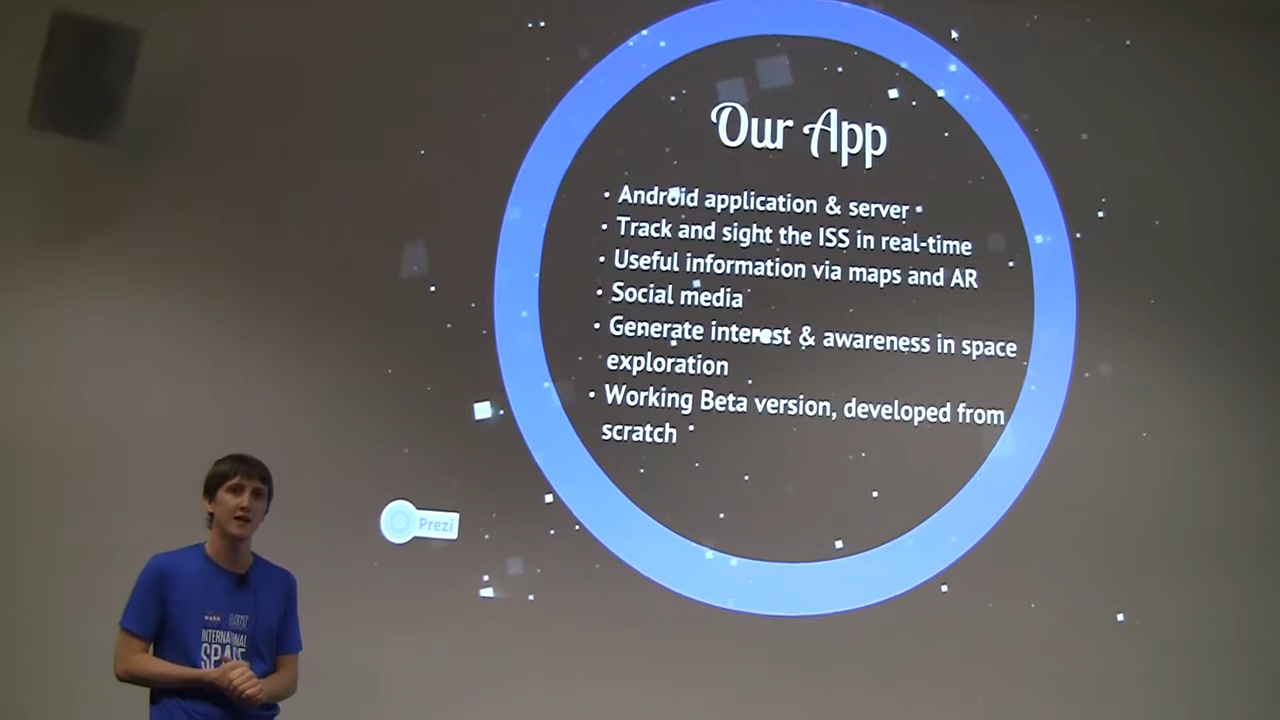 Our App
• Android application & server
• Track and sight the ISS in real-time
• Useful information via maps and AR
• Social media
• Generate interest & awareness in space
exploration
• Working Beta version, developed from
scratch
Prezi
NASA
INTERNATIONAL
SPACE